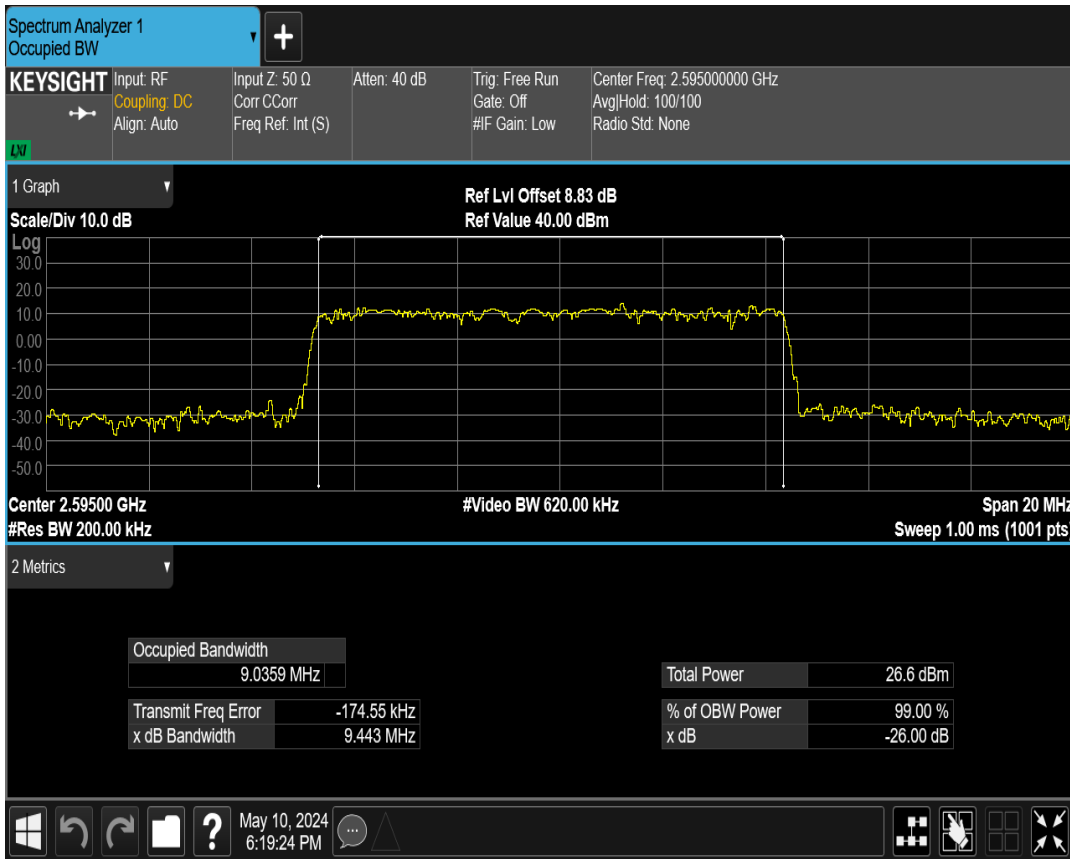 Spectrum Analyzer 1
Occupied BW
KEYSIGHT
LXI
Input: RF
Coupling: DC
Align: Auto
Input Z: 50 Ω
Corr CCorr
Freq Ref: Int (S)
Atten: 40 dB
Trig: Free Run
Gate: Off
#IF Gain: Low
Center Freq: 2.595000000 GHz
Avg|Hold: 100/100
Radio Std: None
1 Graph
Scale/Div 10.0 dB
Ref Lvl Offset 8.83 dB
Ref Value 40.00 dBm
Log
30.0
20.0
10.0
0.00
-10.0
-20.0
-30.0
-40.0
-50.0
Center 2.59500 GHz
#Video BW 620.00 kHz
Span 20 MHz
#Res BW 200.00 kHz
Sweep 1.00 ms (1001 pts)
2 Metrics
Occupied Bandwidth
9.0359 MHz
Transmit Freq Error -174.55 kHz
x dB Bandwidth 9.443 MHz
Total Power 26.6 dBm
% of OBW Power 99.00 %
x dB -26.00 dB
?
May 10, 2024
6:19:24 PM